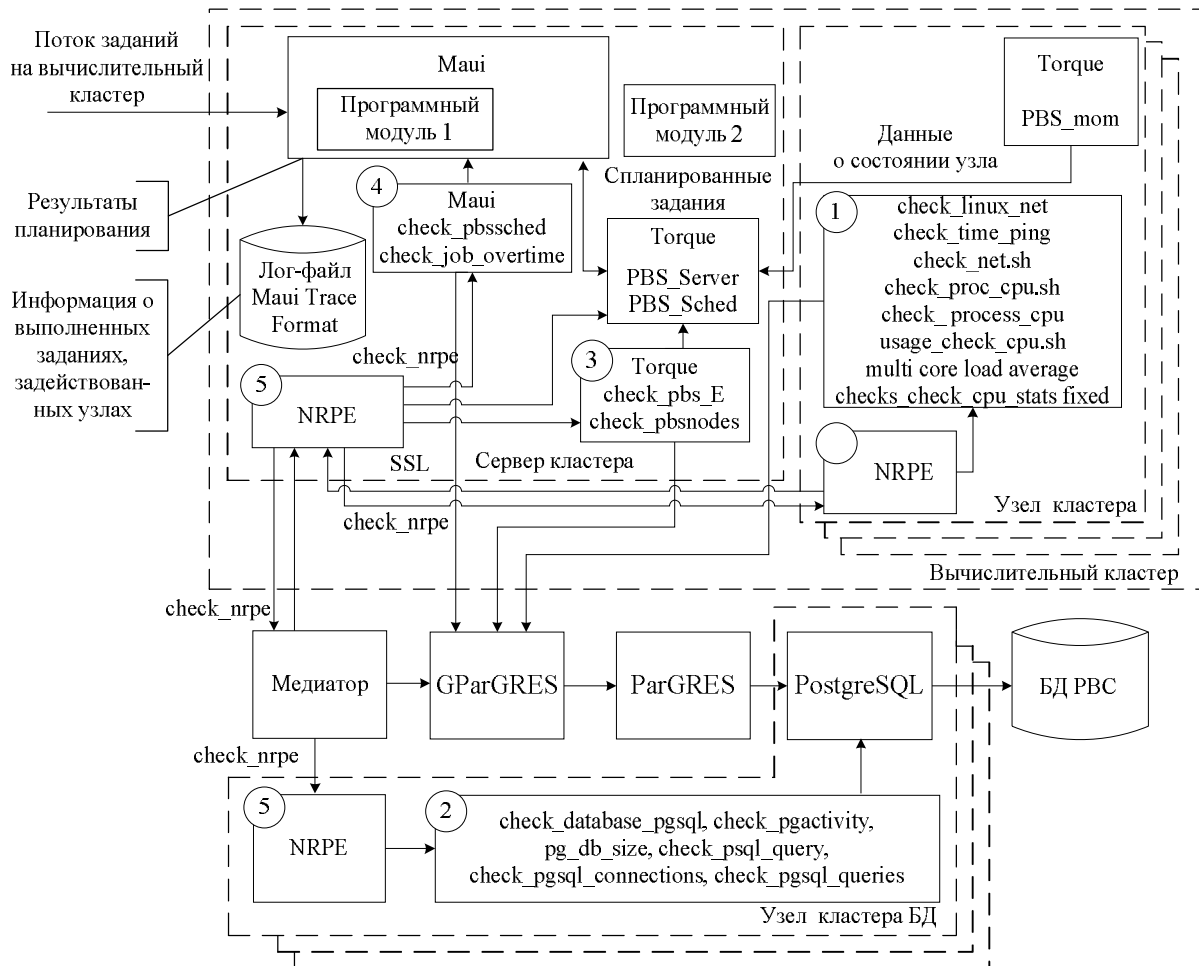 Поток заданий
на вычислительный
кластер
Maui
Программный
модуль 1
Программный
модуль 2
Torque
PBS_mom
Данные
о состоянии узла
Результаты
планирования
4
Maui
check_pbssched
check_job_overtime
Спланированные
задания
Torque
PBS_Server
PBS_Sched
1
check_linux_net
check_time_ping
check_net.sh
check_proc_cpu.sh
check_ process_cpu
usage_check_cpu.sh
multi core load average
checks_check_cpu_stats fixed
Лог-файл
Maui Trace
Format
Информация о
выполненных
заданиях,
задействован-
ных узлах
check_nrpe
5
NRPE
3
Torque
check_pbs_E
check_pbsnodes
SSL
Сервер кластера
NRPE
check_nrpe
Узел кластера
Вычислительный кластер
check_nrpe
Медиатор
GParGRES
ParGRES
PostgreSQL
БД РВС
check_nrpe
5
NRPE
2
check_database_pgsql, check_pgactivity,
pg_db_size, check_psql_query,
check_pgsql_connections, check_pgsql_queries
Узел кластера БД